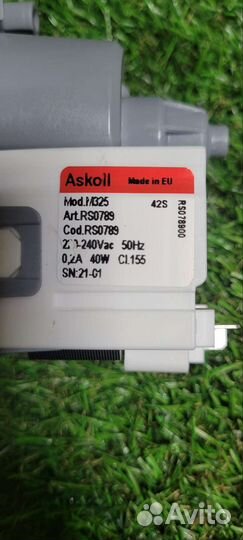 Askoll Made in EU
Mod.M325 42S
Art.RS0789
Cod.RS0789
220-240Vac 50Hz
0,2A 40W Cl.155
SN:21-01
RS078900
Avito